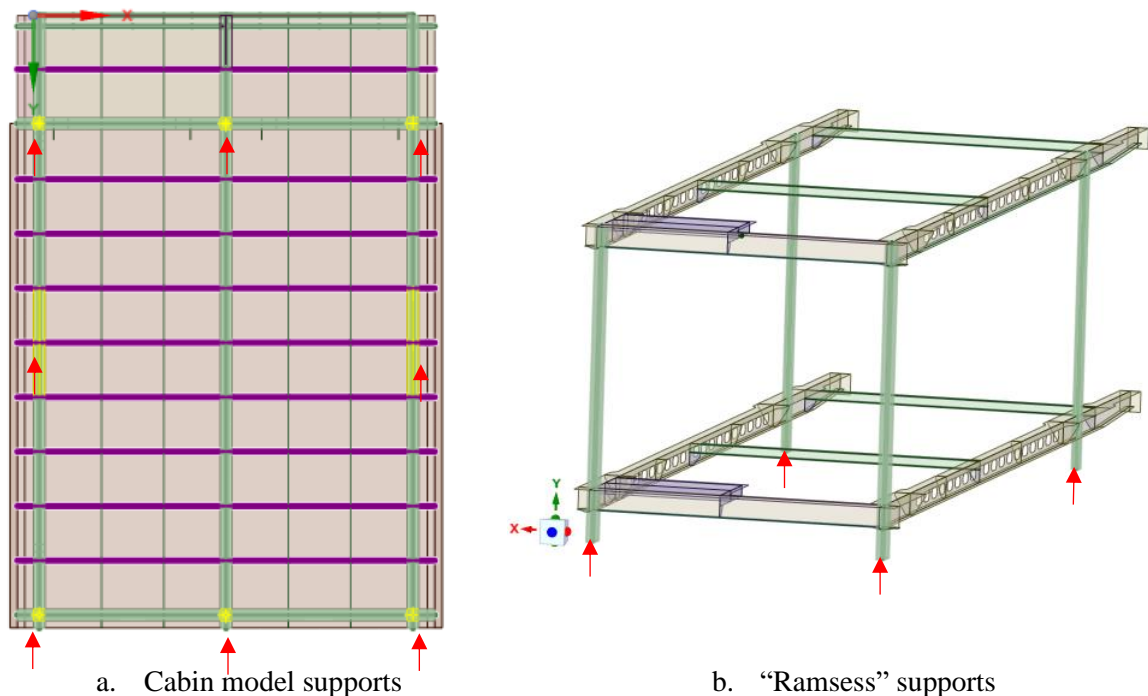 X
Y
Y
X
a. Cabin model supports
b. “Ramsess” supports